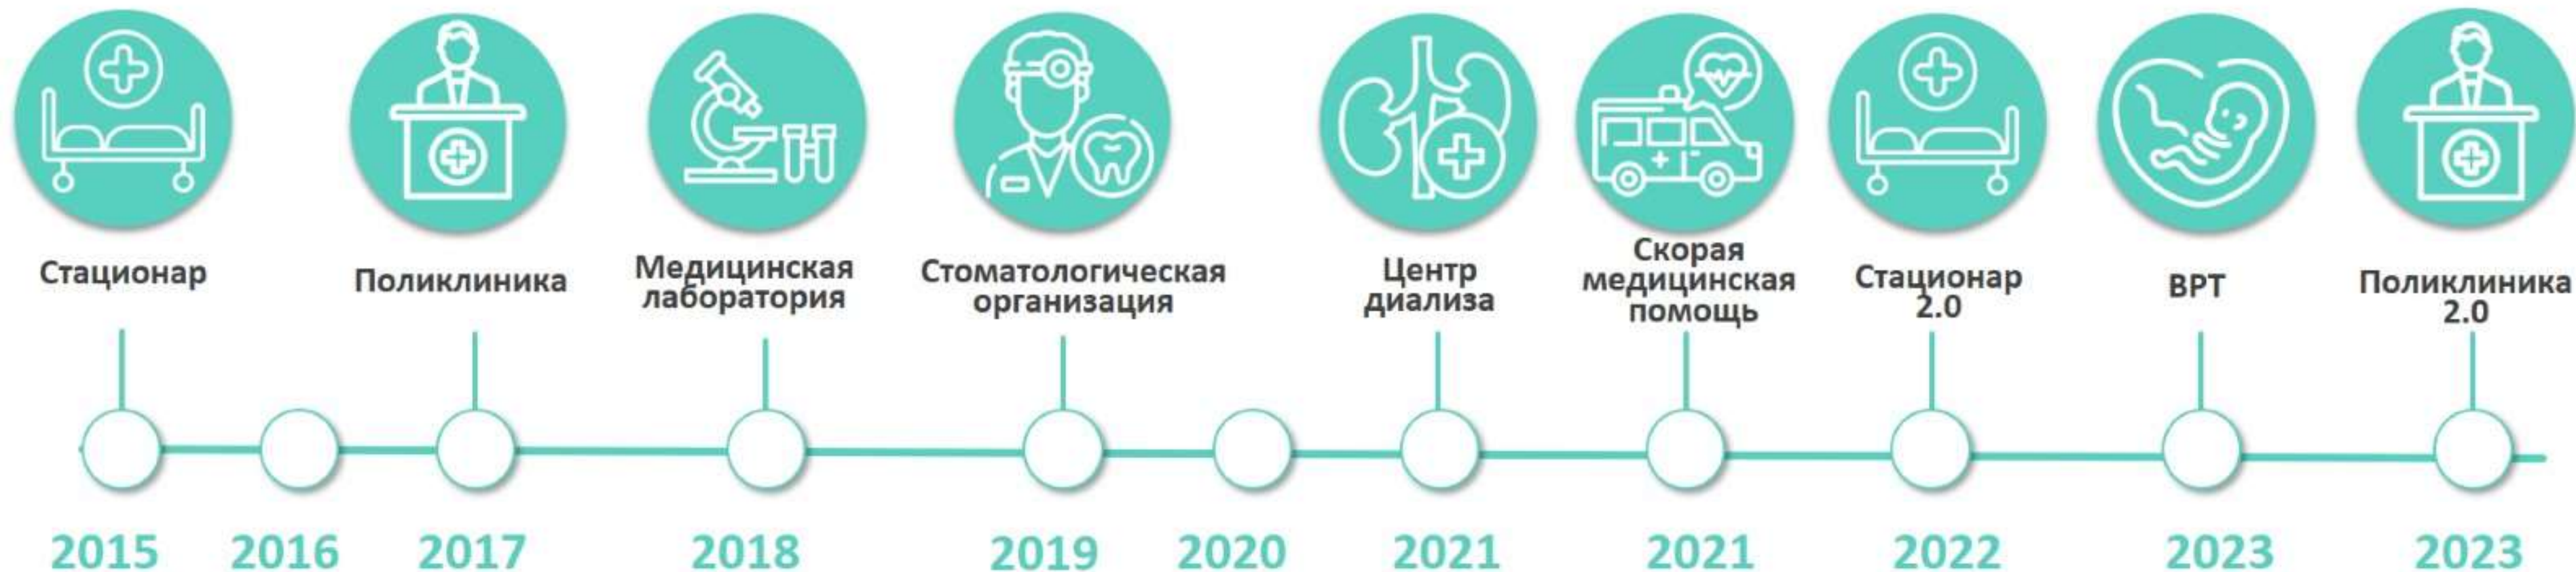 Стационар
Поликлиника
Медицинская
лаборатория
Стоматологическая
организация
Центр
диализа
Скорая
медицинская
помощь
Стационар
2.0
ВРТ
Поликлиника
2.0
2015
2016
2017
2018
2019
2020
2021
2021
2022
2023
2023